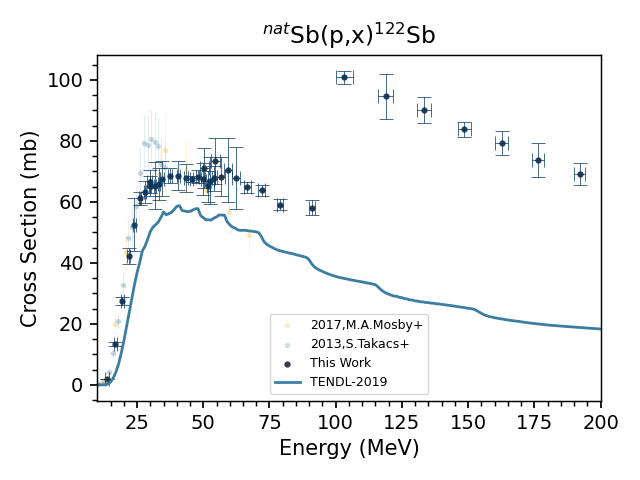 natSb(p,x)122Sb
Cross Section (mb)
100
80
60
40
20
0
2017,M.A.Mosby+
2013,S.Takacs+
This Work
TENDL-2019
25 50 75 100 125 150 175 200
Energy (MeV)